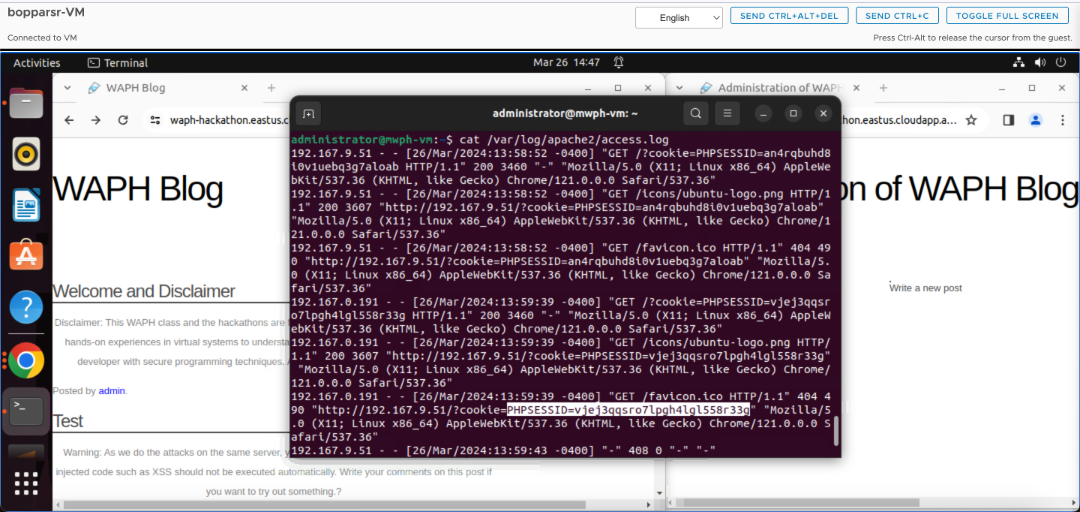 bopparsr-VM
English
SEND CTRL+ALT+DEL
SEND CTRL+C
TOGGLE FULL SCREEN
Connected to VM
Press Ctrl-Alt to release the cursor from the guest.
Activities
Terminal
Mar 26 14:47
WAPH Blog
Administration of WAPH
waph-hackathon.eastus.c
hon.eastus.cloudapp.a...
administrator@mwph-vm: ~
administrator@mwph-vm:~$ cat /var/log/apache2/access.log
192.167.9.51 - - [26/Mar/2024:13:58:52 -0400] "GET /?cookie=PHPSESSID=an4rqbuhd
8i0v1uebq3g7aloab HTTP/1.1" 200 3460 "-" "Mozilla/5.0 (X11; Linux x86_64) AppleWe
bKit/537.36 (KHTML, like Gecko) Chrome/121.0.0.0 Safari/537.36"
192.167.9.51 - - [26/Mar/2024:13:58:52 -0400] "GET /icons/ubuntu-logo.png HTTP/1
.1" 200 3607 "http://192.167.9.51/?cookie=PHPSESSID=an4rqbuhd8i0v1uebq3g7aloab"
"Mozilla/5.0 (X11; Linux x86_64) AppleWebKit/537.36 (KHTML, like Gecko) Chrome/1
21.0.0.0 Safari/537.36"
192.167.9.51 - - [26/Mar/2024:13:58:52 -0400] "GET /favicon.ico HTTP/1.1" 404 49
0 "http://192.167.9.51/?cookie=PHPSESSID=an4rqbuhd8i0v1uebq3g7aloab" "Mozilla/5.
0 (X11; Linux x86_64) AppleWebKit/537.36 (KHTML, like Gecko) Chrome/121.0.0.0 Sa
fari/537.36"
192.167.0.191 - - [26/Mar/2024:13:59:39 -0400] "GET /?cookie=PHPSESSID=vjej3qqsr
o7lpgh4lgl558r33g HTTP/1.1" 200 3460 "-" "Mozilla/5.0 (X11; Linux x86_64) AppleW
ebKit/537.36 (KHTML, like Gecko) Chrome/121.0.0.0 Safari/537.36"
192.167.0.191 - - [26/Mar/2024:13:59:39 -0400] "GET /icons/ubuntu-logo.png HTTP/
1.1" 200 3607 "http://192.167.9.51/?cookie=PHPSESSID=vjej3qqsro7lpgh4lgl558r33g"
"Mozilla/5.0 (X11; Linux x86_64) AppleWebKit/537.36 (KHTML, like Gecko) Chrome/
121.0.0.0 Safari/537.36"
192.167.0.191 - - [26/Mar/2024:13:59:39 -0400] "GET /favicon.ico HTTP/1.1" 404 4
90 "http://192.167.9.51/?cookie=PHPSESSID=vjej3qqsro7lpgh4lgl558r33g" "Mozilla/5
.0 (X11; Linux x86_64) AppleWebKit/537.36 (KHTML, like Gecko) Chrome/121.0.0.0 S
afari/537.36"
192.167.9.51 - - [26/Mar/2024:13:59:43 -0400] "-" 408 0 "-" "-"
WAPH Blog
on of WAPH Blog
Welcome and Disclaimer
Write a new post
Disclaimer: This WAPH class and the hackathons are
hands-on experiences in virtual systems to understa
developer with secure programming techniques.
Posted by admin.
Test
Warning: As we do the attacks on the same server, y
injected code such as XSS should not be executed automatically. Write your comments on this post if
you want to try out something.?